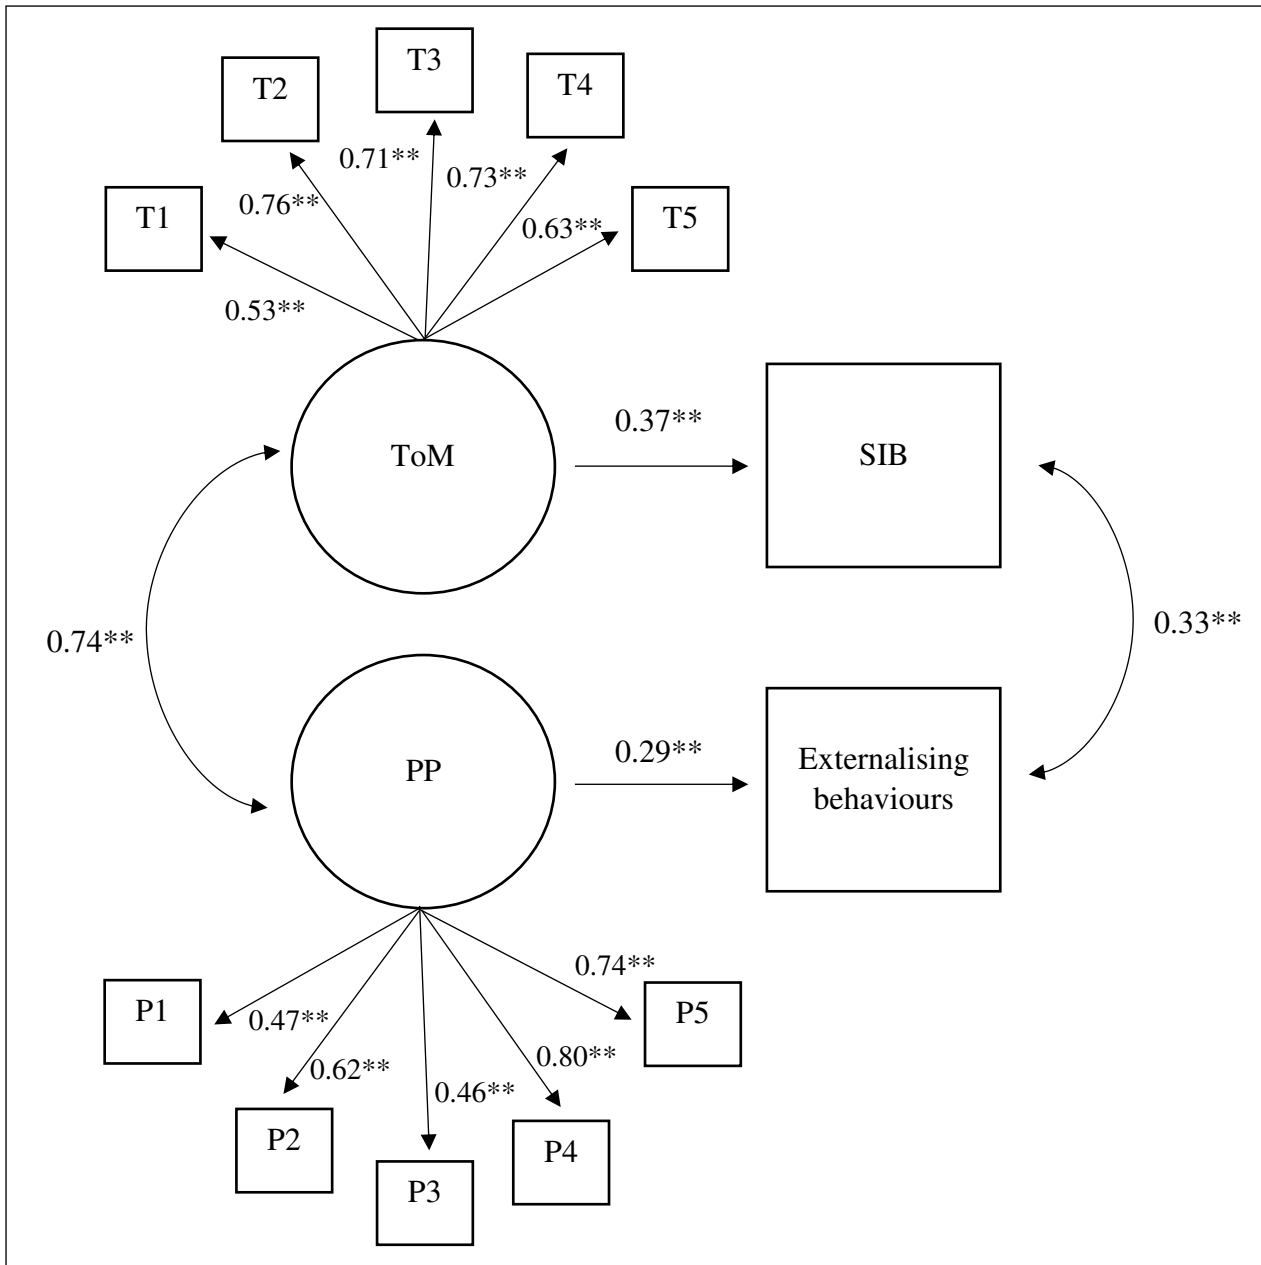 T3
T2
T4
0.71**
0.73**
0.76**
T1
0.63**
T5
0.53**
0.37**
ToM
SIB
0.74**
0.33**
0.29**
PP
Externalising
behaviours
0.74**
P1
0.47**
P5
0.62**
0.80**
0.46**
P2
P4
P3